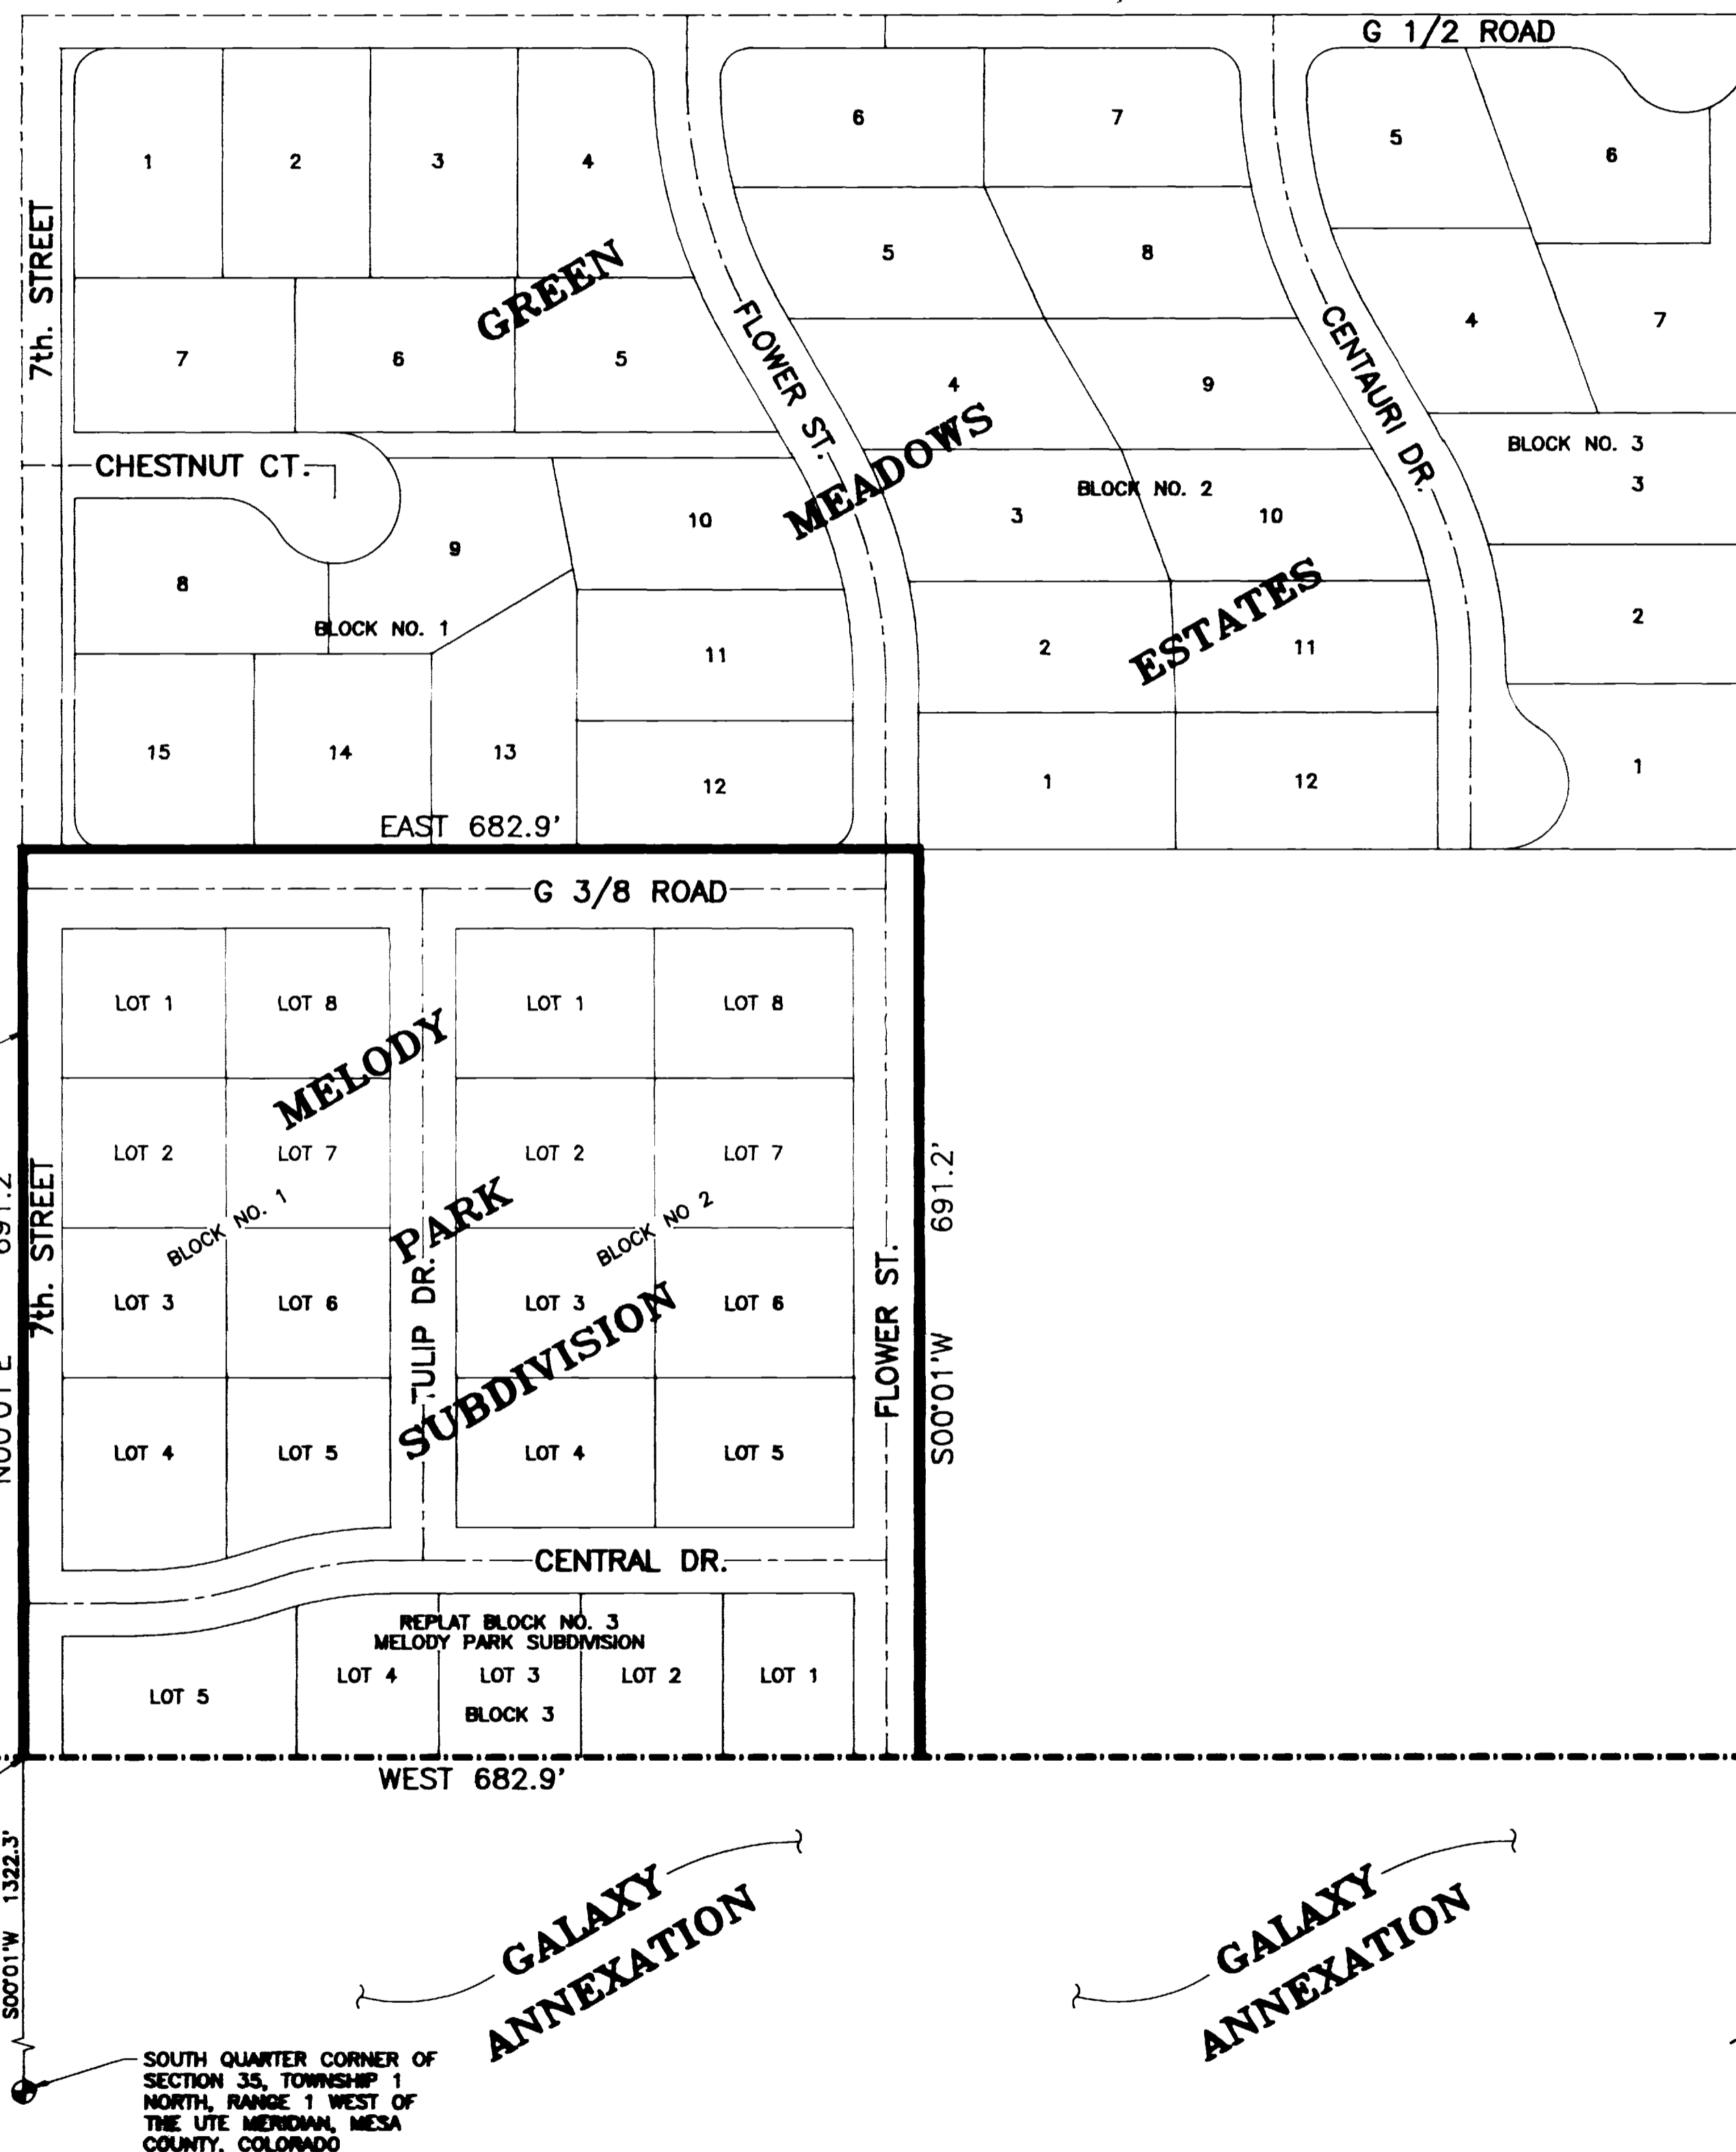 G 1/2 ROAD
7th. STREET
1
2
3
4
6
7
5
6
7
6
5
5
8
4
7
GREEN
FLOWER ST.
CENTAURI DR.
4
9
MEADOWS
CHESTNUT CT.
BLOCK NO. 3
3
BLOCK NO. 2
3
10
8
9
10
BLOCK NO. 1
11
2
11
2
ESTATES
15
14
13
12
1
12
1
EAST 682.9'
G 3/8 ROAD
LOT 1
LOT 8
LOT 1
LOT 8
MELODY
LOT 2
LOT 7
LOT 2
LOT 7
7th. STREET
BLOCK NO. 1
PARK
BLOCK NO 2
691.2'
S00°01'W
LOT 3
LOT 6
TULIP DR.
LOT 3
LOT 6
FLOWER ST.
SUBDIVISION
LOT 4
LOT 5
LOT 4
LOT 5
CENTRAL DR.
REPLAT BLOCK NO. 3
MELODY PARK SUBDIVISION
LOT 5
LOT 4
LOT 3
LOT 2
LOT 1
BLOCK 3
WEST 682.9'
S00°01'W 1322.3'
GALAXY
ANNEXATION
GALAXY
ANNEXATION
SOUTH QUARTER CORNER OF
SECTION 35, TOWNSHIP 1
NORTH, RANGE 1 WEST OF
THE UTE MERIDIAN, MESA
COUNTY, COLORADO